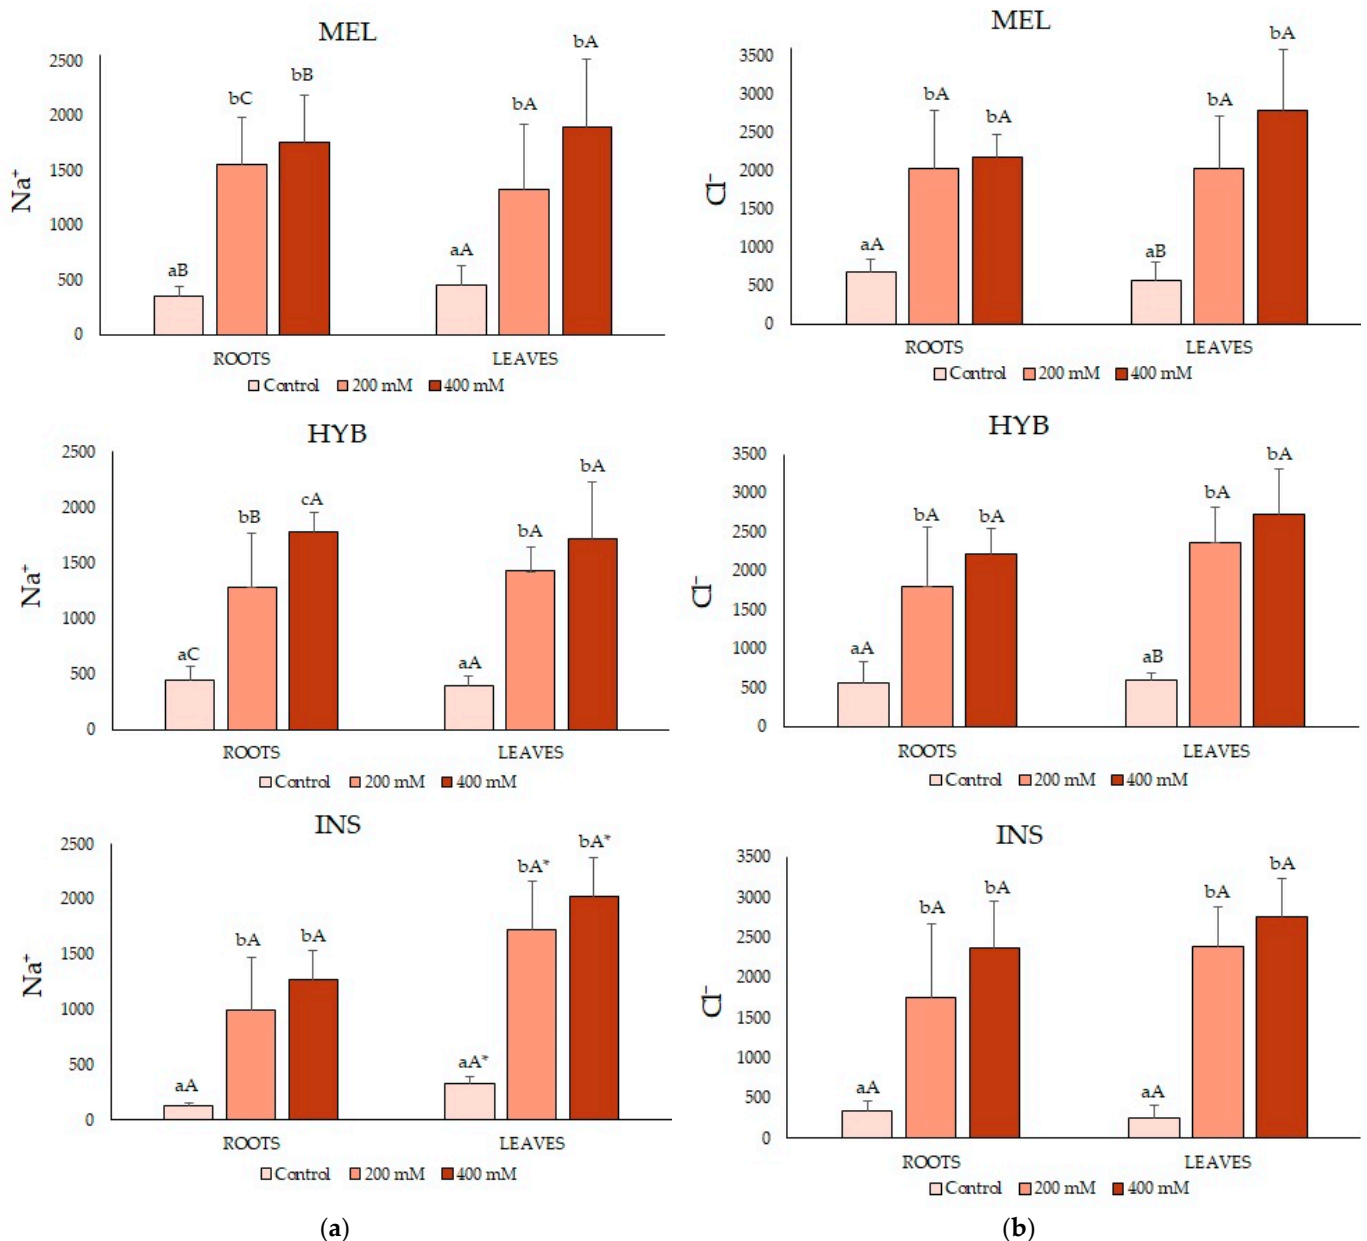 MEL
2500
2000
1500
1000
500
0
Na⁺
aB
bC
bB
aA
bA
bA
ROOTS LEAVES
Control 200 mM 400 mM
MEL
3500
3000
2500
2000
1500
1000
500
0
Cl⁻
aA
bA
bA
aB
bA
bA
ROOTS LEAVES
Control 200 mM 400 mM
HYB
2500
2000
1500
1000
500
0
Na⁺
aC
bB
cA
aA
bA
bA
ROOTS LEAVES
Control 200 mM 400 mM
HYB
3500
3000
2500
2000
1500
1000
500
0
Cl⁻
aA
bA
bA
aB
bA
bA
ROOTS LEAVES
Control 200 mM 400 mM
INS
2500
2000
1500
1000
500
0
Na⁺
aA
bA
bA
aA*
bA*
bA*
ROOTS LEAVES
Control 200 mM 400 mM
INS
3500
3000
2500
2000
1500
1000
500
0
Cl⁻
aA
bA
bA
aA
bA
bA
ROOTS LEAVES
Control 200 mM 400 mM
(a) (b)